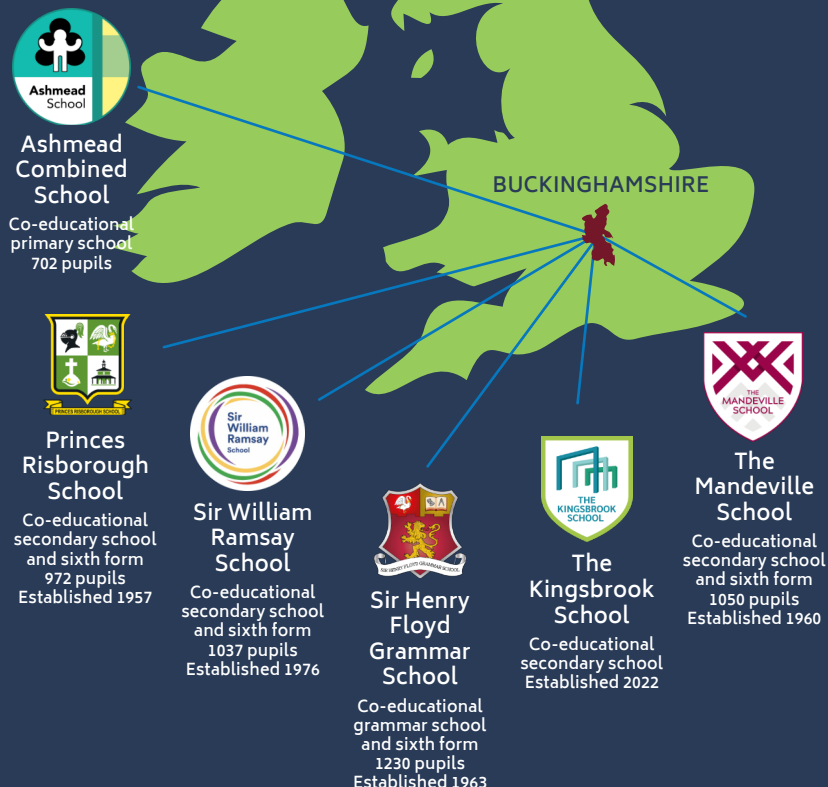 Ashmead
School
Ashmead
Combined
School
Co-educational
primary school
702 pupils
BUCKINGHAMSHIRE
PRINCES RISBOROUGH SCHOOL
Princes
Risborough
School
Co-educational
secondary school
and sixth form
972 pupils
Established 1957
Sir
William
Ramsay
School
Sir William
Ramsay
School
Co-educational
secondary school
and sixth form
1037 pupils
Established 1976
SIR HENRY FLOYD GRAMMAR SCHOOL
Sir Henry
Floyd
Grammar
School
Co-educational
grammar school
and sixth form
1230 pupils
Established 1963
THE
KINGSBROOK
SCHOOL
The
Kingsbrook
School
Co-educational
secondary school
Established 2022
THE
MANDEVILLE
SCHOOL
The
Mandeville
School
Co-educational
secondary school
and sixth form
1050 pupils
Established 1960